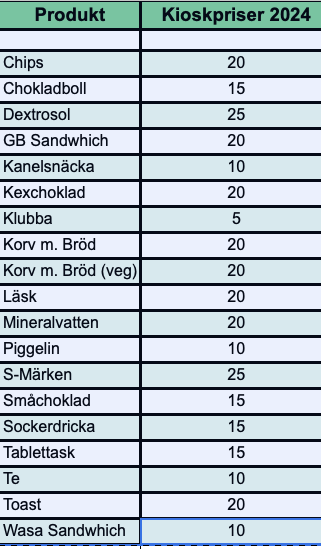 Produkt Kioskpriser 2024
Chips 20
Chokladboll 15
Dextrosol 25
GB Sandwhich 20
Kanelsnäcka 10
Kexchoklad 20
Klubba 5
Korv m. Bröd 20
Korv m. Bröd (veg) 20
Läsk 20
Mineralvatten 20
Piggelin 10
S-Märken 25
Småchoklad 15
Sockerdricka 15
Tablettask 15
Te 10
Toast 20
Wasa Sandwhich 10